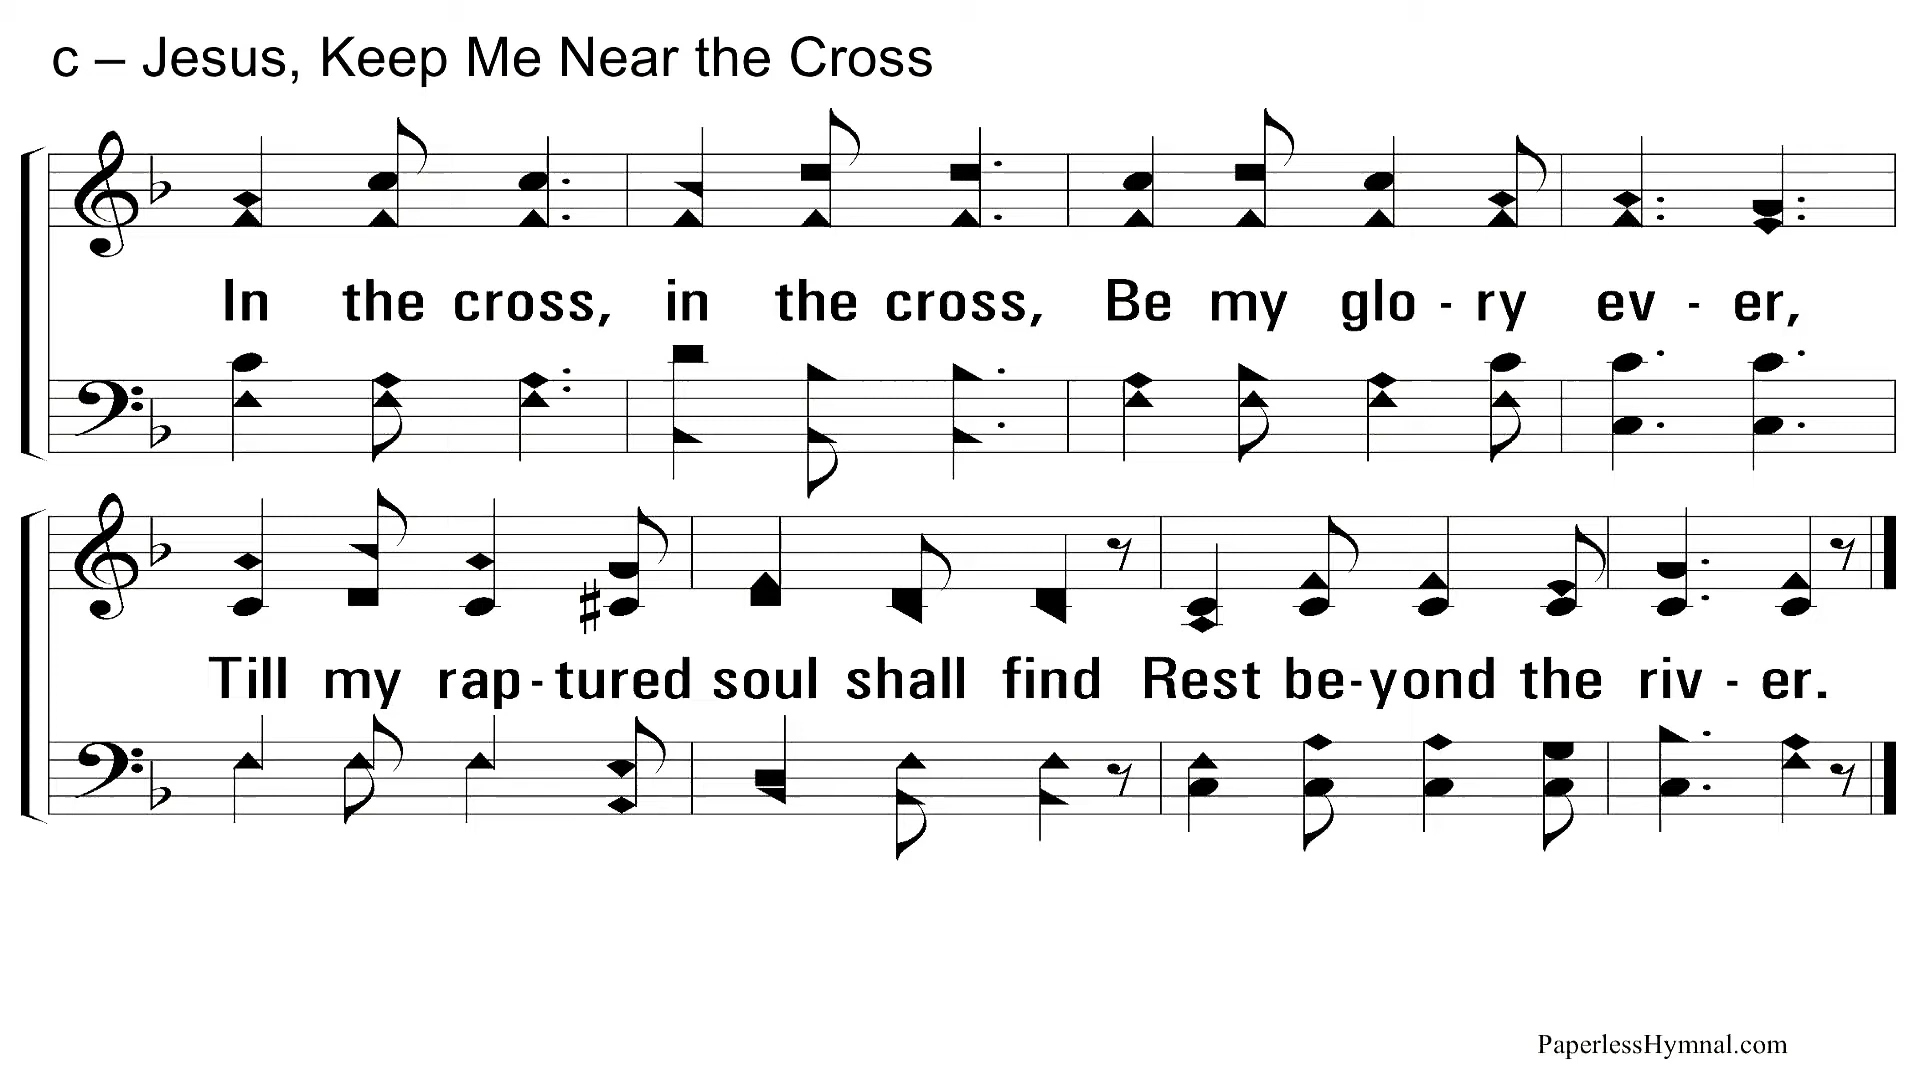 c – Jesus, Keep Me Near the Cross
In the cross, in the cross, Be my glo - ry ev - er,
Till my rap - tured soul shall find Rest be-yond the riv - er.
PaperlessHymnal.com